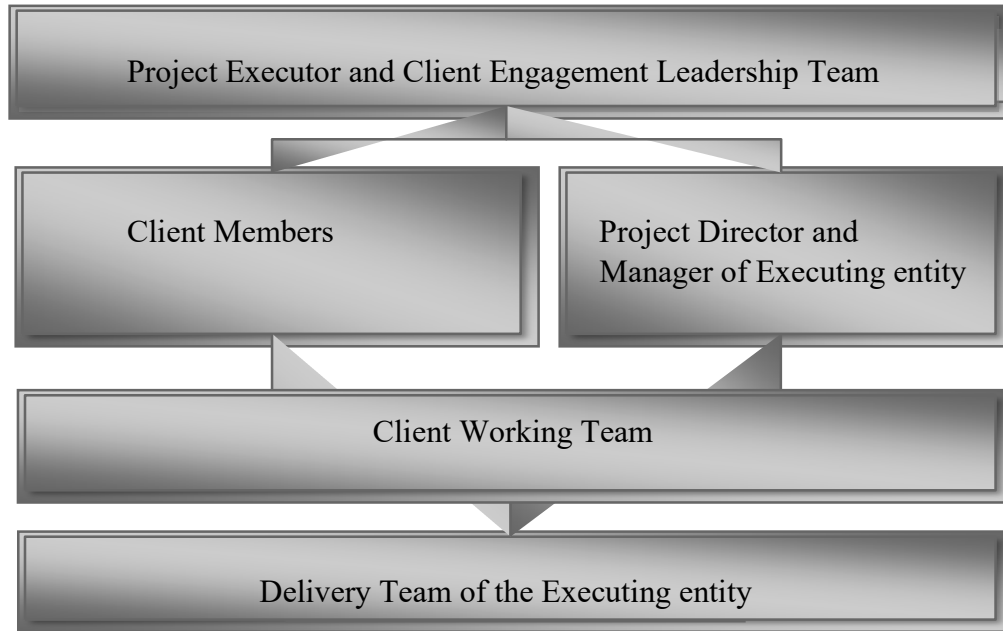 Project Executor and Client Engagement Leadership Team
Client Members
Project Director and
Manager of Executing entity
Client Working Team
Delivery Team of the Executing entity